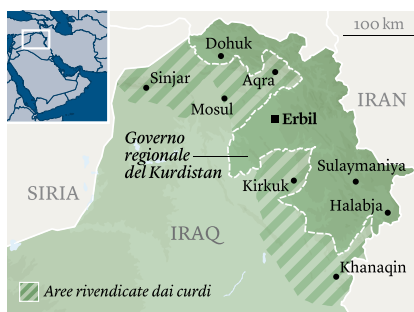 100 km
Dohuk
Sinjar
Aqra
Mosul
IRAN
Erbil
Governo
regionale
del Kurdistan
Sulaymaniya
Kirkuk
SIRIA
Halabja
IRAQ
Khanaqin
Aree rivendicate dai curdi